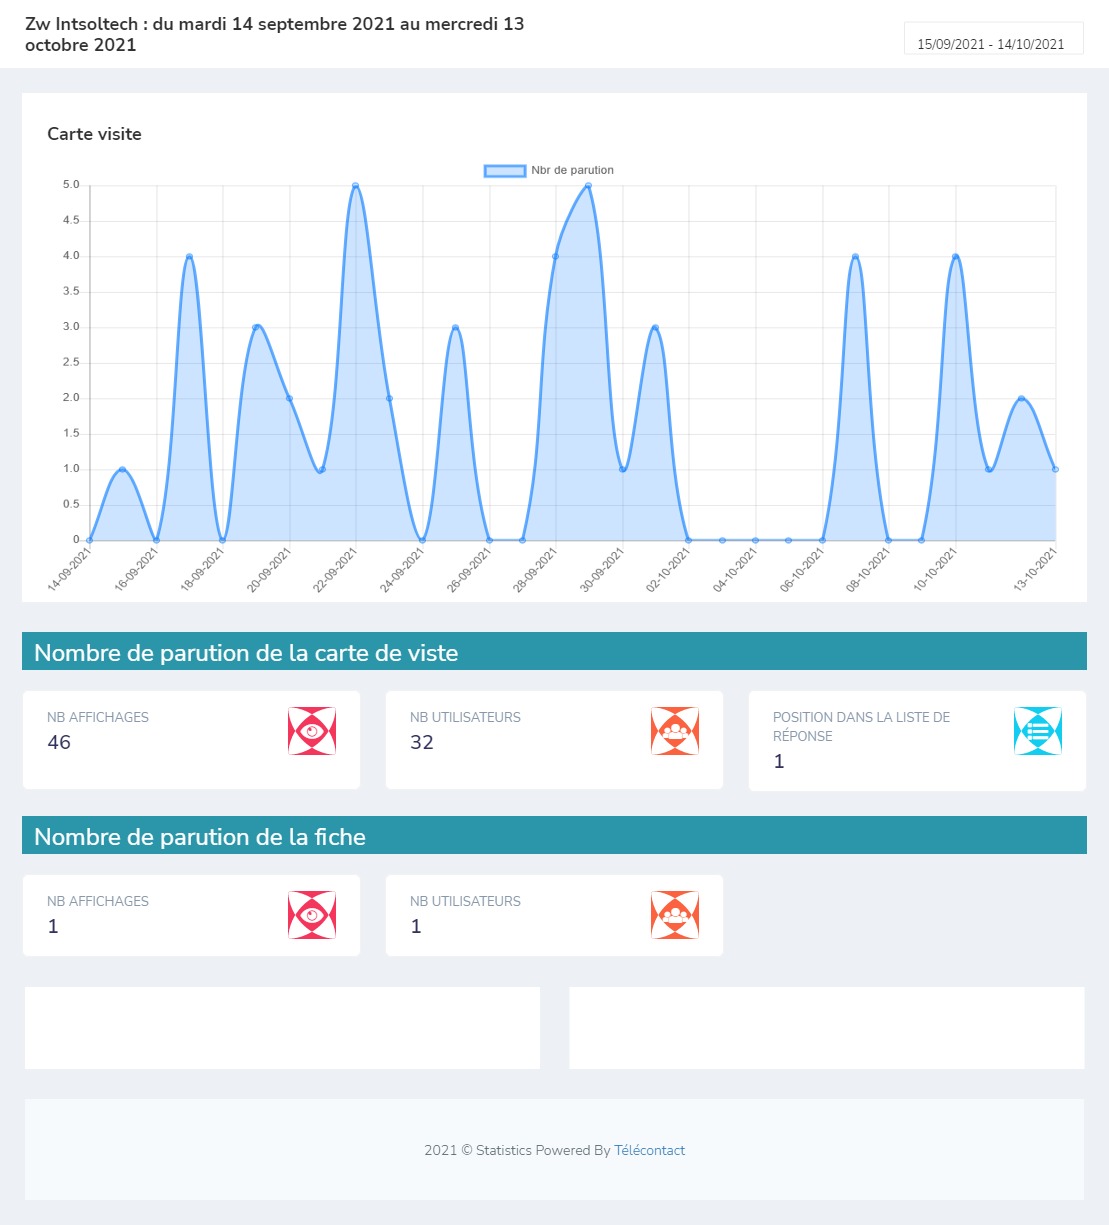 Zw Intsoltech : du mardi 14 septembre 2021 au mercredi 13
octobre 2021
15/09/2021 - 14/10/2021
Carte visite
Nbr de parution
5.0
4.5
4.0
3.5
3.0
2.5
2.0
1.5
1.0
0.5
0
14-09-2021
16-09-2021
18-09-2021
20-09-2021
22-09-2021
24-09-2021
26-09-2021
28-09-2021
30-09-2021
02-10-2021
04-10-2021
06-10-2021
08-10-2021
10-10-2021
13-10-2021
Nombre de parution de la carte de viste
NB AFFICHAGES
46
NB UTILISATEURS
32
POSITION DANS LA LISTE DE
RÉPONSE
1
Nombre de parution de la fiche
NB AFFICHAGES
1
NB UTILISATEURS
1
2021 © Statistics Powered By Télécontact